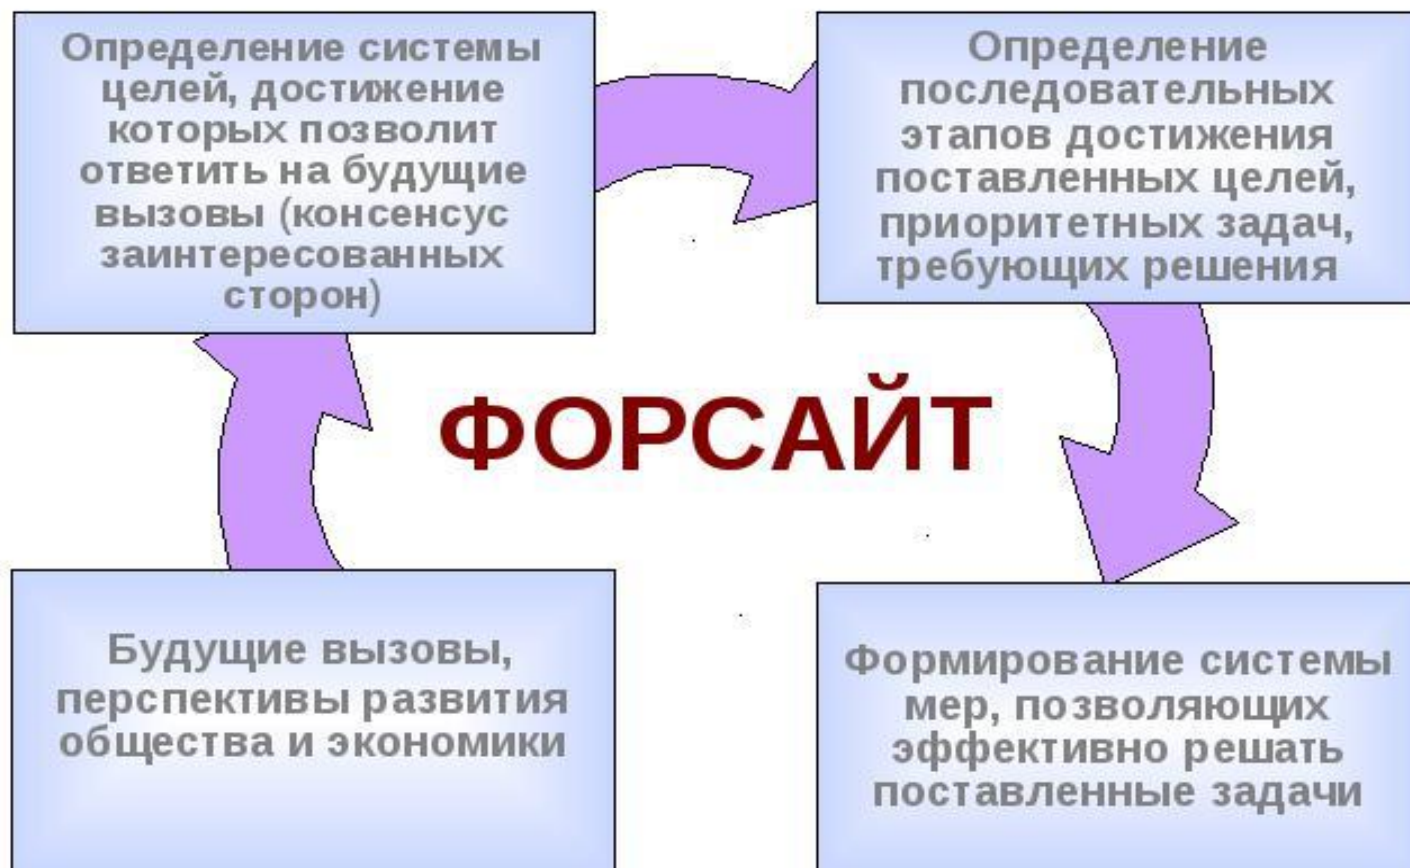 Определение системы
целей, достижение
которых позволит
ответить на будущие
вызовы (консенсус
заинтересованных
сторон)
Определение
последовательных
этапов достижения
поставленных целей,
приоритетных задач,
требующих решения
ФОРСАЙТ
Будущие вызовы,
перспективы развития
общества и экономики
Формирование системы
мер, позволяющих
эффективно решать
поставленные задачи